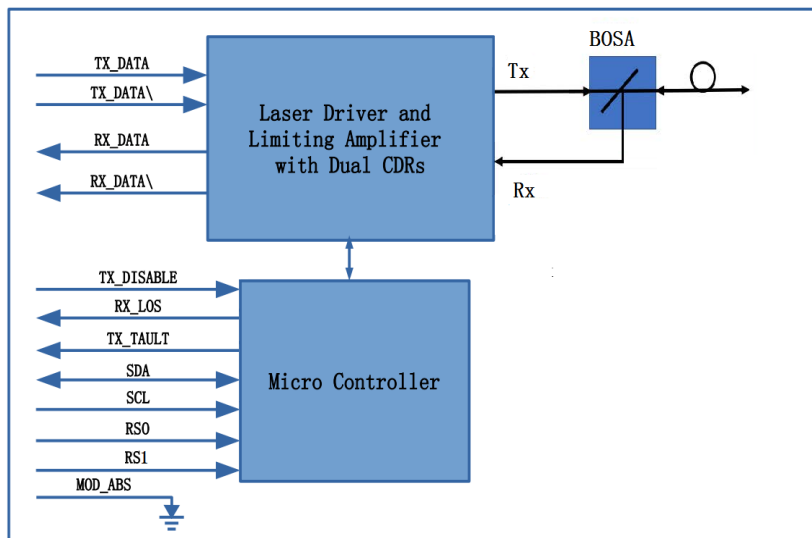 BOSA
TX_DATA
TX_DATA\
RX_DATA
RX_DATA\
Laser Driver and
Limiting Amplifier
with Dual CDRs
Tx
Rx
TX_DISABLE
RX_LOS
TX_TAULT
SDA
SCL
RS0
RS1
MOD_ABS
Micro Controller